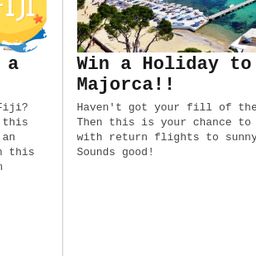 FIJI
a
Fiji?
this
an
n this
n
Win a Holiday to
Majorca!!
Haven't got your fill of the
Then this is your chance to
with return flights to sunny
Sounds good!